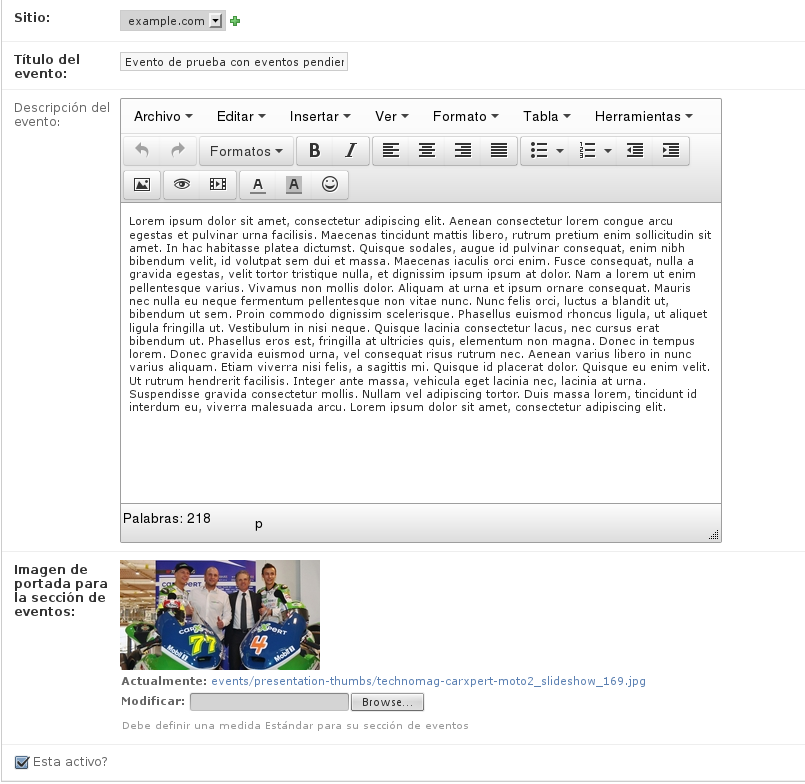 Sitio:
example.com
Título del
evento:
Evento de prueba con eventos pendier
Descripción del
evento:
Archivo Editar Insertar Ver Formato Tabla Herramientas
Formatos B I
A A
Lorem ipsum dolor sit amet, consectetur adipiscing elit. Aenean consectetur lorem congue arcu
egestas et pulvinar urna facilisis. Maecenas tincidunt mattis libero, rutrum pretium enim sollicitudin sit
amet. In hac habitasse platea dictumst. Quisque sodales, augue id pulvinar consequat, enim nibh
bibendum velit, id volutpat sem dui et massa. Maecenas iaculis orci enim. Fusce consequat, nulla a
gravida egestas, velit tortor tristique nulla, et dignissim ipsum ipsum at dolor. Nam a lorem ut enim
pellentesque varius. Vivamus non mollis dolor. Aliquam at urna et ipsum ornare consequat. Mauris
nec nulla eu neque fermentum pellentesque non vitae nunc. Nunc felis orci, luctus a blandit ut,
bibendum ut sem. Proin commodo dignissim scelerisque. Phasellus euismod rhoncus ligula, ut aliquet
ligula fringilla ut. Vestibulum in nisi neque. Quisque lacinia consectetur lacus, nec cursus erat
bibendum ut. Phasellus eros est, fringilla at ultricies quis, elementum non magna. Donec in tempus
lorem. Donec gravida euismod urna, vel consequat risus rutrum nec. Aenean varius libero in nunc
varius aliquam. Etiam viverra nisi felis, a sagittis mi. Quisque id placerat dolor. Quisque eu enim velit.
Ut rutrum hendrerit facilisis. Integer ante massa, vehicula eget lacinia nec, lacinia at urna.
Suspendisse gravida consectetur mollis. Nullam vel adipiscing tortor. Duis massa lorem, tincidunt id
interdum eu, viverra malesuada arcu. Lorem ipsum dolor sit amet, consectetur adipiscing elit.
Palabras: 218
p
Imagen de
portada para
la sección de
eventos:
77
4
Mobil 1
Mobil 1
Actualmente: events/presentation-thumbs/technomag-carxpert-moto2_slideshow_169.jpg
Modificar: Browse...
Debe definir una medida Estándar para su sección de eventos
Esta activo?